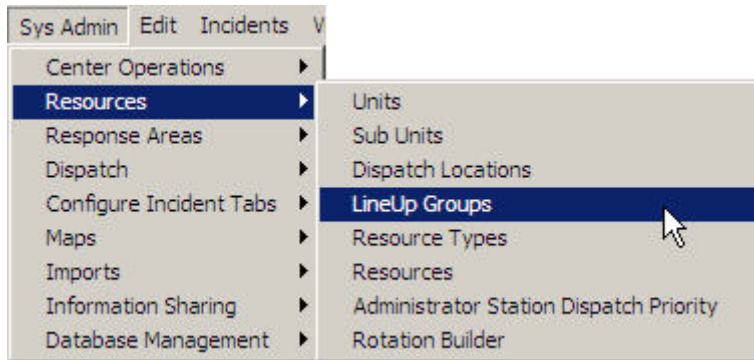 Sys Admin Edit Incidents
Center Operations
Resources
Response Areas
Dispatch
Configure Incident Tabs
Maps
Imports
Information Sharing
Database Management
Units
Sub Units
Dispatch Locations
LineUp Groups
Resource Types
Resources
Administrator Station Dispatch Priority
Rotation Builder